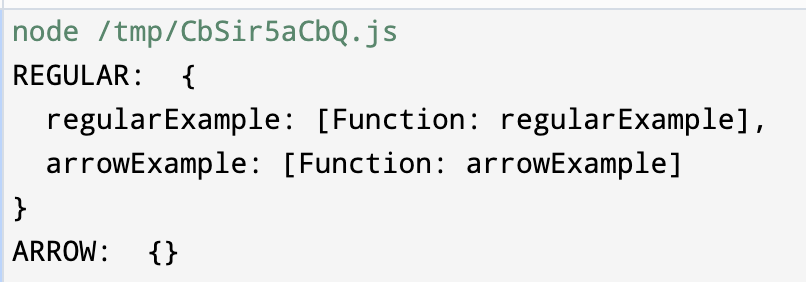 node /tmp/CbSir5aCbQ.js
REGULAR:  {
  regularExample: [Function: regularExample],
  arrowExample: [Function: arrowExample]
}
ARROW:  {}